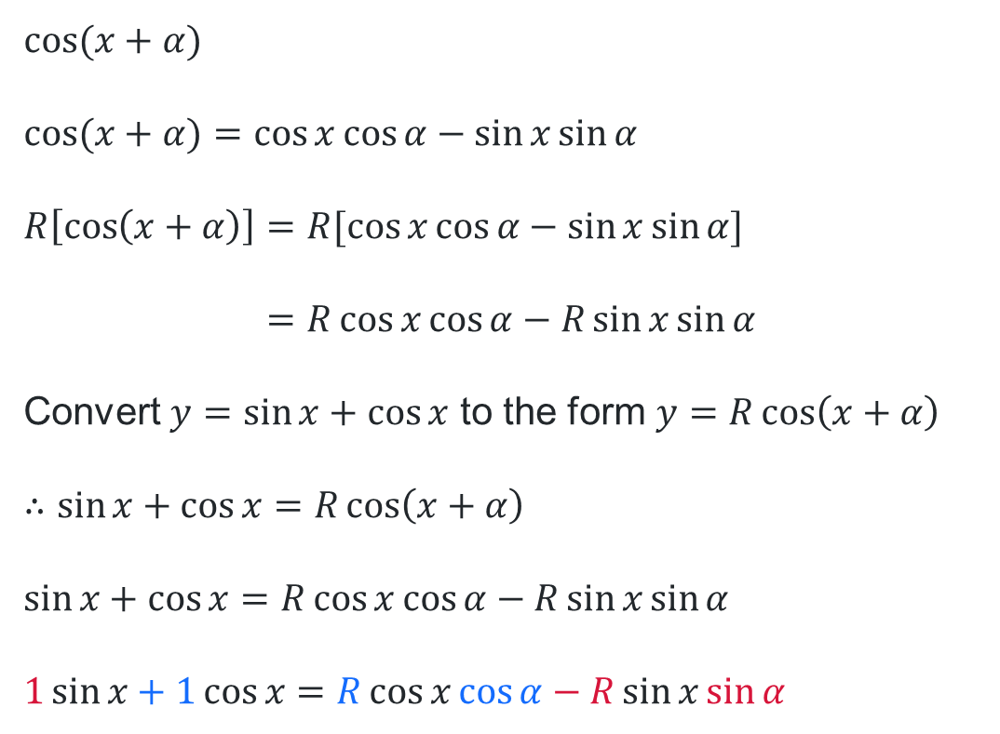 cos(x + α)
cos(x + α) = cos x cos α − sin x sin α
R[cos(x + α)] = R[cos x cos α − sin x sin α]
= R cos x cos α − R sin x sin α
Convert y = sin x + cos x to the form y = R cos(x + α)
∴ sin x + cos x = R cos(x + α)
sin x + cos x = R cos x cos α − R sin x sin α
1 sin x + 1 cos x = R cos x cos α − R sin x sin α